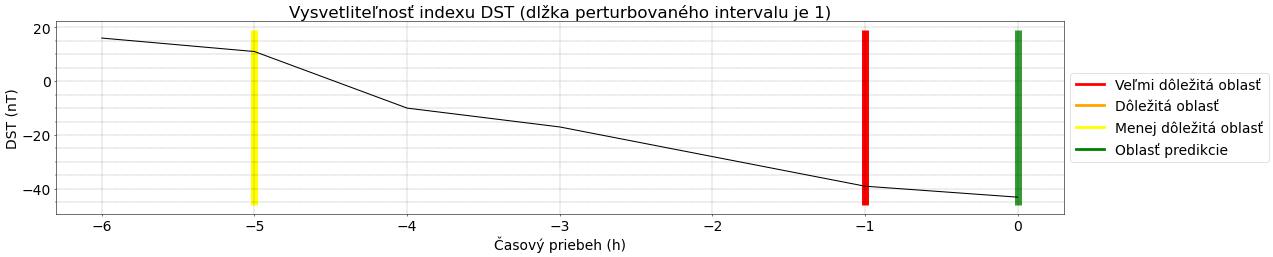 Vysvetliteľnosť indexu DST (dlžka perturbovaného intervalu je 1)
DST (nT)
20
0
−20
−40
−6 −5 −4 −3 −2 −1 0
Časový priebeh (h)
Veľmi dôležitá oblasť
Dôležitá oblasť
Menej dôležitá oblasť
Oblasť predikcie